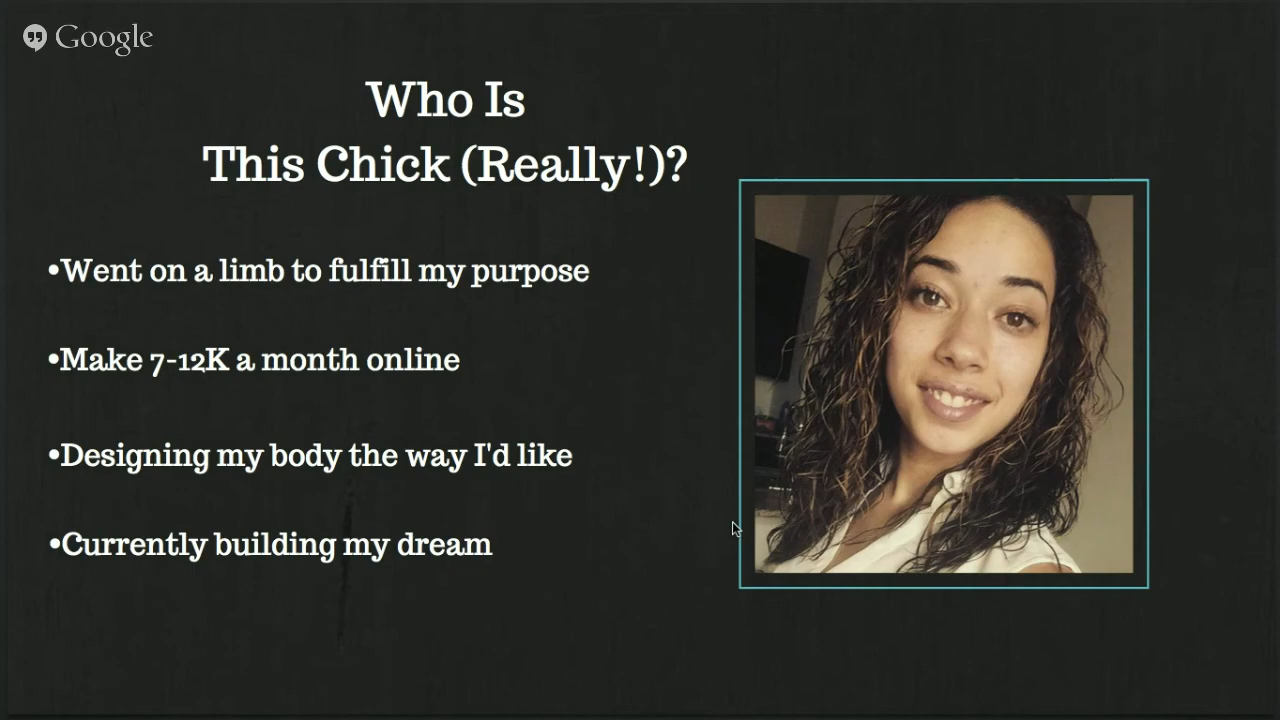 Google
Who Is
This Chick (Really!)?
•Went on a limb to fulfill my purpose
•Make 7-12K a month online
•Designing my body the way I'd like
•Currently building my dream